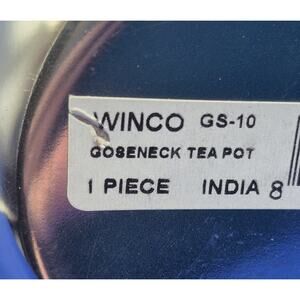 WINCO GS-10
GOSENECK TEA POT
1 PIECE INDIA 8